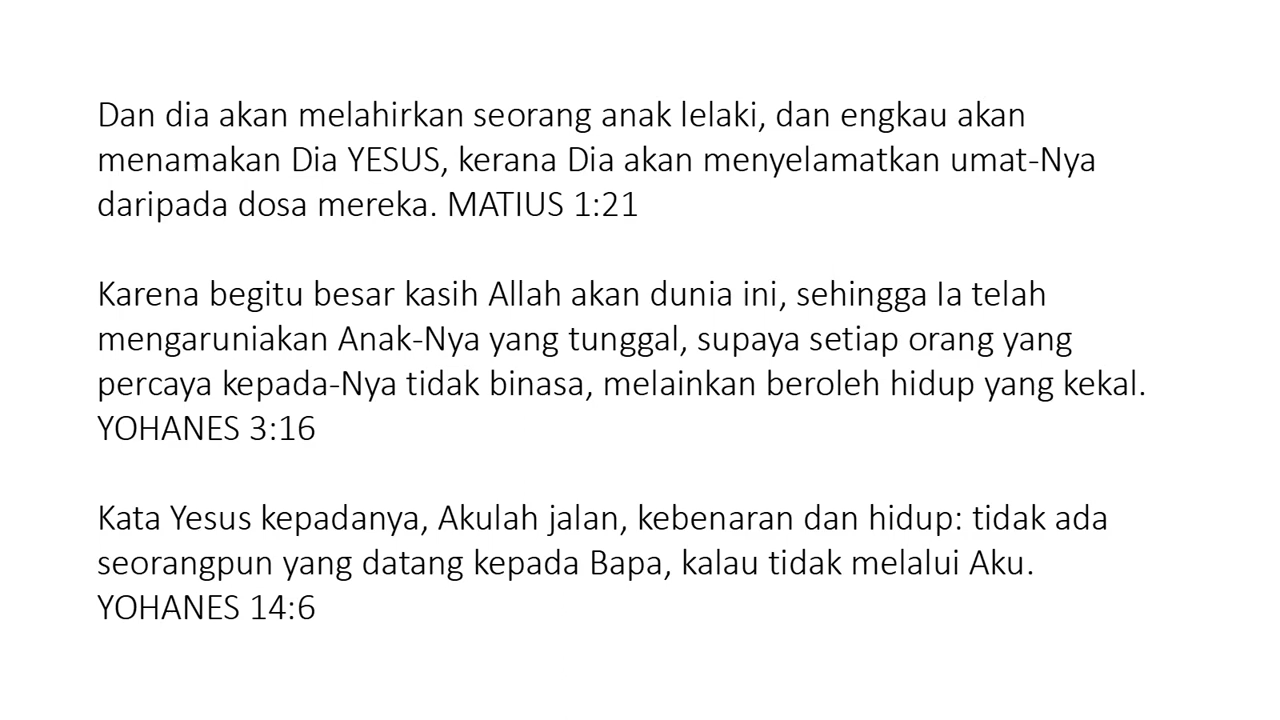 Dan dia akan melahirkan seorang anak lelaki, dan engkau akan
menamakan Dia YESUS, kerana Dia akan menyelamatkan umat-Nya
daripada dosa mereka. MATIUS 1:21
Karena begitu besar kasih Allah akan dunia ini, sehingga Ia telah
mengaruniakan Anak-Nya yang tunggal, supaya setiap orang yang
percaya kepada-Nya tidak binasa, melainkan beroleh hidup yang kekal.
YOHANES 3:16
Kata Yesus kepadanya, Akulah jalan, kebenaran dan hidup: tidak ada
seorangpun yang datang kepada Bapa, kalau tidak melalui Aku.
YOHANES 14:6